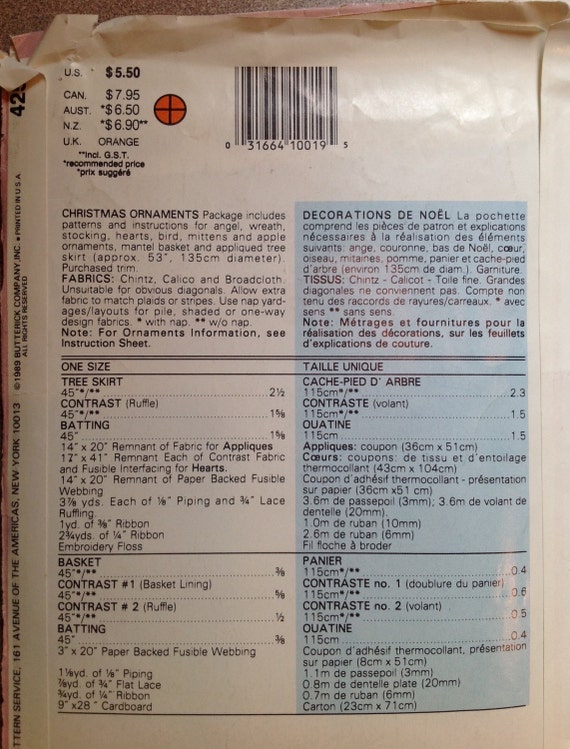 U.S. $5.50
CAN. $7.95
AUST. *$6.50
N.Z. *$6.90**
U.K. ORANGE
**Incl. G.S.T.
*recommended price
*prix suggéré
0 31664 10019 5
425
©1989 BUTTERICK COMPANY, INC. • PRINTED IN U.S.A.
ALL RIGHTS RESERVED
TTERN SERVICE, 161 AVENUE OF THE AMERICAS, NEW YORK 10013
CHRISTMAS ORNAMENTS Package includes
patterns and instructions for angel, wreath,
stocking, hearts, bird, mittens and apple
ornaments, mantel basket and appliqued tree
skirt (approx. 53", 135cm diameter).
Purchased trim.
FABRICS: Chintz, Calico and Broadcloth.
Unsuitable for obvious diagonals. Allow extra
fabric to match plaids or stripes. Use nap yard-
ages/layouts for pile, shaded or one-way
design fabrics. * with nap. ** w/o nap.
Note: For Ornaments Information, see
Instruction Sheet.
DECORATIONS DE NOËL La pochette
comprend les pièces de patron et explications
nécessaires à la réalisation des éléments
suivants: ange, couronne, bas de Noël, cœur,
oiseau, mitaines, pomme, panier et cache-pied
d'arbre (environ 135cm de diam.). Garniture.
TISSUS: Chintz - Calicot - Toile fine. Grandes
diagonales ne conviennent pas. Compte non
tenu des raccords de rayures/carreaux. * avec
sens ** sans sens.
Note: Métrages et fournitures pour la
réalisation des décorations, sur les feuillets
d'explications de couture.
ONE SIZE
TREE SKIRT
45"*/** 2½
CONTRAST (Ruffle)
45"*/** 1⅝
BATTING
45" 1⅝
14" x 20" Remnant of Fabric for Appliques
17" x 41" Remnant Each of Contrast Fabric
and Fusible Interfacing for Hearts.
14" x 20" Remnant of Paper Backed Fusible
Webbing
3⅞ yds. Each of ⅛" Piping and ¾" Lace
Ruffling.
1yd. of ⅜" Ribbon
2¾yds. of ¼" Ribbon
Embroidery Floss
BASKET
45"*/** ⅜
CONTRAST #1 (Basket Lining)
45"*/** ⅝
CONTRAST # 2 (Ruffle)
45"*/** ½
BATTING
45" ⅜
3" x 20" Paper Backed Fusible Webbing
1⅛yd. of ⅛" Piping
⅞yd. of ¾" Flat Lace
¾yd. of ¼" Ribbon
9" x28" Cardboard
TAILLE UNIQUE
CACHE-PIED D' ARBRE
115cm*/** 2.3
CONTRASTE (volant)
115cm*/** 1.5
OUATINE
115cm 1.5
Appliques: coupon (36cm x 51cm)
Cœurs: coupons: de tissu et d'entoilage
thermocollant (43cm x 104cm)
Coupon d'adhésif thermocollant - présentation
sur papier (36cm x51 cm)
3.6m de passepoil (3mm); 3.6m de volant de
dentelle (20mm).
1.0m de ruban (10mm)
2.6m de ruban (6mm)
Fil floche à broder
PANIER
115cm*/** 0.4
CONTRASTE no. 1 (doublure du panier)
115cm*/** 0.6
CONTRASTE no. 2 (volant)
115cm*/** 0.5
OUATINE
115cm 0.4
Coupon d'adhésif thermocollant, présentation
sur papier (8cm x 51cm)
1.1m de passepoil (3mm)
0.8m de dentelle plate (20mm)
0.7m de ruban (6mm)
Carton (23cm x 71cm)